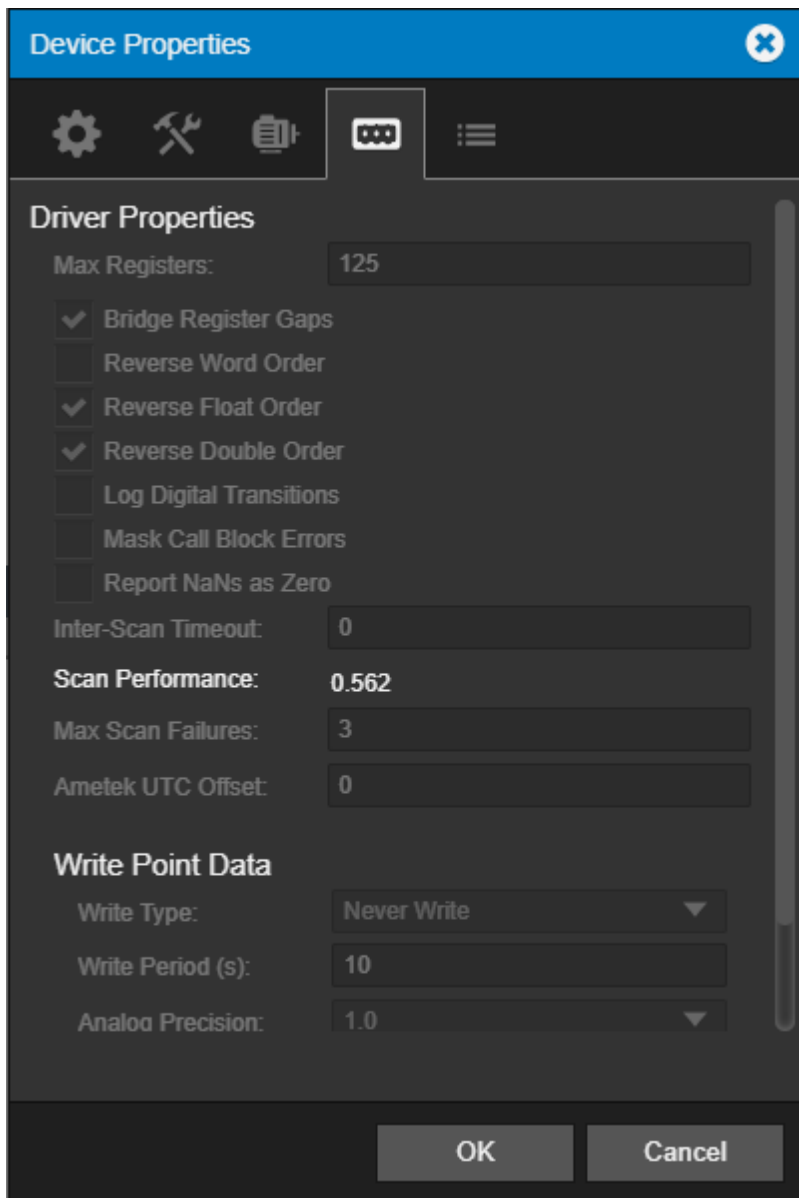 Device Properties
Driver Properties
Max Registers: 125
Bridge Register Gaps
Reverse Word Order
Reverse Float Order
Reverse Double Order
Log Digital Transitions
Mask Call Block Errors
Report NaNs as Zero
Inter-Scan Timeout: 0
Scan Performance: 0.562
Max Scan Failures: 3
Ametek UTC Offset: 0
Write Point Data
Write Type: Never Write
Write Period (s): 10
Analog Precision: 1.0
OK Cancel